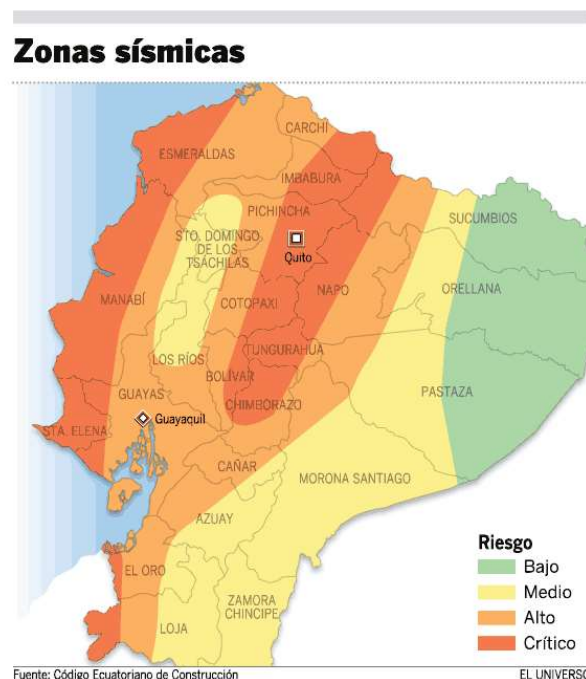 Zonas sísmicas
CARCHI
ESMERALDAS
IMBABURA
PICHINCHA
SUCUMBIOS
STO. DOMINGO
DE LOS
TSÁCHILAS
Quito
ORELLANA
NAPO
MANABÍ
COTOPAXI
TUNGURAHUA
LOS RÍOS
BOLÍVAR
PASTAZA
GUAYAS
CHIMBORAZO
Guayaquil
STA. ELENA
CAÑAR
MORONA SANTIAGO
AZUAY
Riesgo
Bajo
Medio
Alto
Crítico
EL ORO
ZAMORA
CHINCIPE
LOJA
Fuente: Código Ecuatoriano de Construcción
EL UNIVERSO